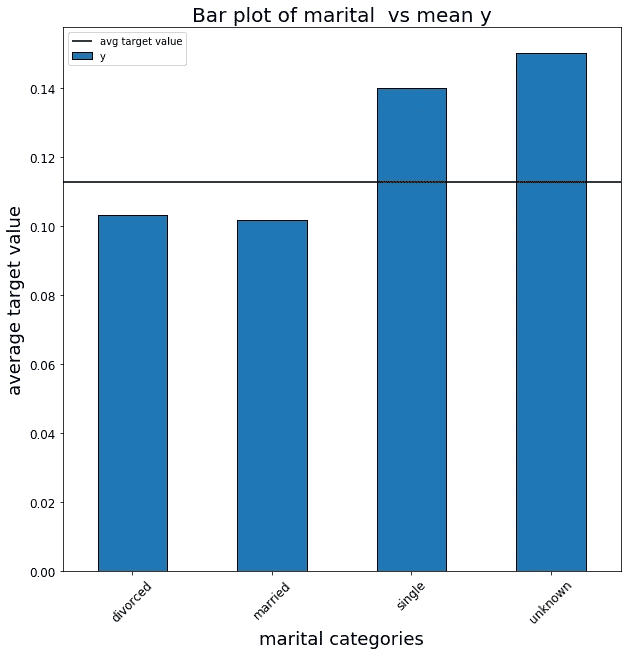 Bar plot of marital  vs mean y
avg target value
y
average target value
0.14
0.12
0.10
0.08
0.06
0.04
0.02
0.00
divorced
married
single
unknown
marital categories